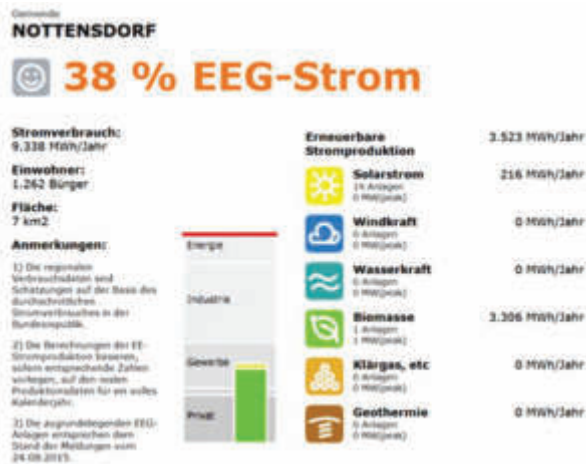 Gemeinde
NOTTENSDORF
38 % EEG-Strom
Stromverbrauch:
9.338 MWh/Jahr
Einwohner:
1.262 Bürger
Fläche:
7 km2
Anmerkungen:
1) Die regionalen
Verbrauchsdaten sind
Schätzungen auf der Basis des
durchschnittlichen
Stromverbrauches in der
Bundesrepublik.
2) Die Berechnungen der EE-
Stromproduktion basieren,
sofern entsprechende Zahlen
vorliegen, auf den realen
Produktionsdaten für ein volles
Kalenderjahr.
3) Die zugrundeliegenden EEG-
Anlagen entsprechen dem
Stand der Meldungen vom
24.08.2015.
Energie
Industrie
Gewerbe
Privat
Erneuerbare 3.523 MWh/Jahr
Stromproduktion
Solarstrom 216 MWh/Jahr
Anlagen
0 MW(peak)
Windkraft 0 MWh/Jahr
0 Anlagen
0 MW(peak)
Wasserkraft 0 MWh/Jahr
0 Anlagen
0 MW(peak)
Biomasse 3.306 MWh/Jahr
1 Anlagen
1 MW(peak)
Klärgas, etc 0 MWh/Jahr
0 Anlagen
0 MW(peak)
Geothermie 0 MWh/Jahr
0 Anlagen
0 MW(peak)